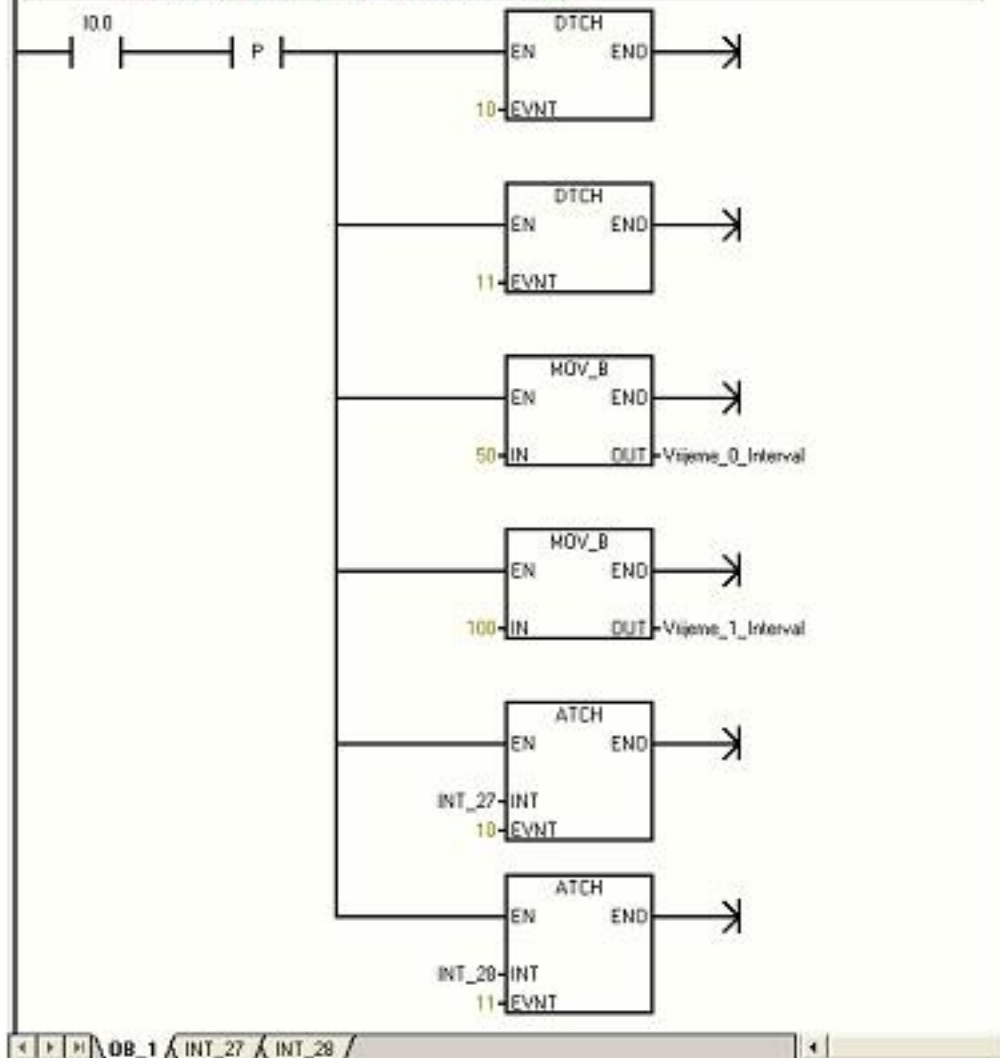 I0.0
P
DTCH
EN END
10 EVNT
DTCH
EN END
11 EVNT
MOV_B
EN END
50 IN OUT Vrijeme_0_Interval
MOV_B
EN END
100 IN OUT Vrijeme_1_Interval
ATCH
EN END
INT_27 INT
10 EVNT
ATCH
EN END
INT_28 INT
11 EVNT
OB_1 INT_27 INT_28